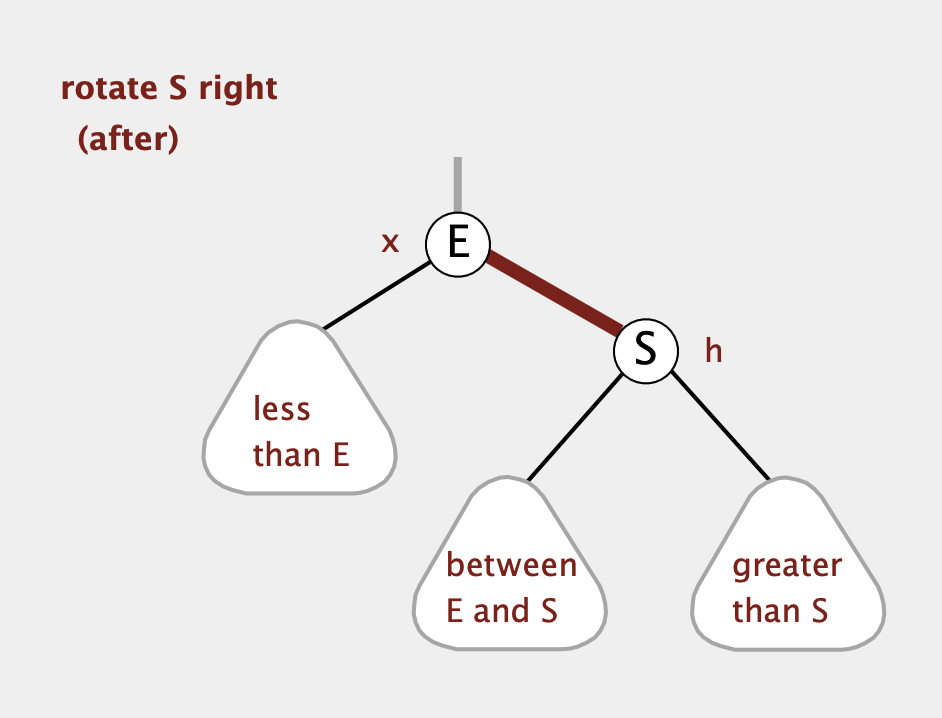 rotate S right
(after)
x
E
S
h
less
than E
between
E and S
greater
than S